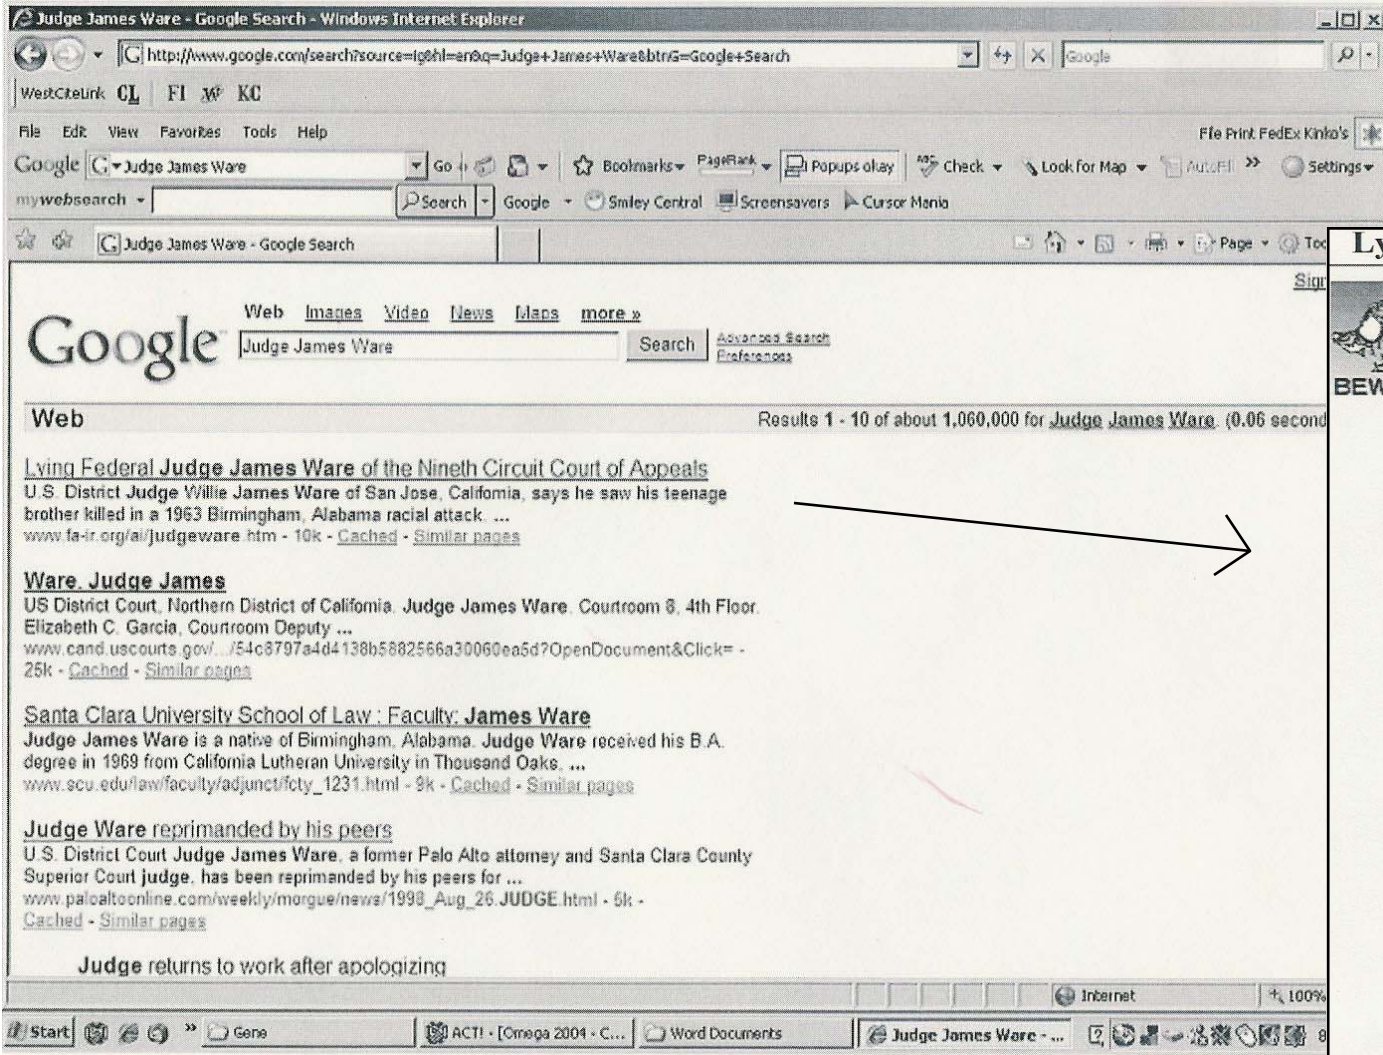 Judge James Ware - Google Search - Windows Internet Explorer
http://www.google.com/search?source=ig&hl=en&q=Judge+James+Ware&btnG=Google+Search
Google
WestCiteLink CL FI W KC
File Edit View Favorites Tools Help
File Print FedEx Kinko's
Google G Judge James Ware Go Bookmarks PageRank Popups okay Check Look for Map AutoFill >> Settings
mywebsearch Search Google Smiley Central Screensavers Cursor Mania
Judge James Ware - Google Search
Page Too
Ly
Sign
Web Images Video News Maps more »
Google
Judge James Ware Search Advanced Search
Preferences
BEW
Web Results 1 - 10 of about 1,060,000 for Judge James Ware. (0.06 second
Lying Federal Judge James Ware of the Nineth Circuit Court of Appeals
U.S. District Judge Willie James Ware of San Jose, California, says he saw his teenage
brother killed in a 1963 Birmingham, Alabama racial attack. ...
www.fa-ir.org/ai/judgeware.htm - 10k - Cached - Similar pages
Ware, Judge James
US District Court, Northern District of California. Judge James Ware. Courtroom 8, 4th Floor.
Elizabeth C. Garcia, Courtroom Deputy ...
www.cand.uscourts.gov/.../54c8797a4d4138b5882566a30060ea5d?OpenDocument&Click= -
25k - Cached - Similar pages
Santa Clara University School of Law : Faculty: James Ware
Judge James Ware is a native of Birmingham, Alabama. Judge Ware received his B.A.
degree in 1969 from California Lutheran University in Thousand Oaks, ...
www.scu.edu/law/faculty/adjunct/fcty_1231.html - 9k - Cached - Similar pages
Judge Ware reprimanded by his peers
U.S. District Court Judge James Ware, a former Palo Alto attorney and Santa Clara County
Superior Court judge, has been reprimanded by his peers for ...
www.paloaltoonline.com/weekly/morgue/news/1998_Aug_26.JUDGE.html - 5k -
Cached - Similar pages
Judge returns to work after apologizing
Internet 100%
Start >> Gene ACT! - [Omega 2004 - C... Word Documents Judge James Ware - ... 8